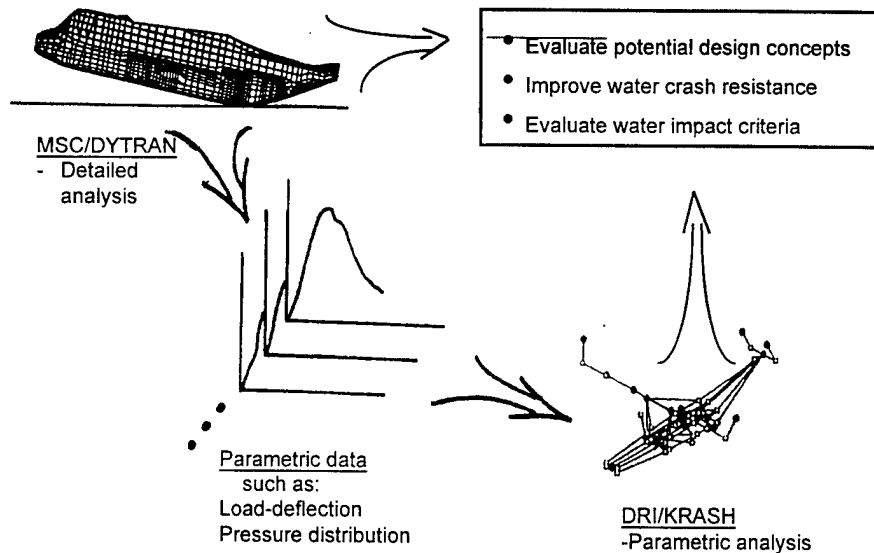 • Evaluate potential design concepts
• Improve water crash resistance
• Evaluate water impact criteria
MSC/DYTRAN
- Detailed
analysis
Parametric data
such as:
Load-deflection
Pressure distribution
DRI/KRASH
-Parametric analysis